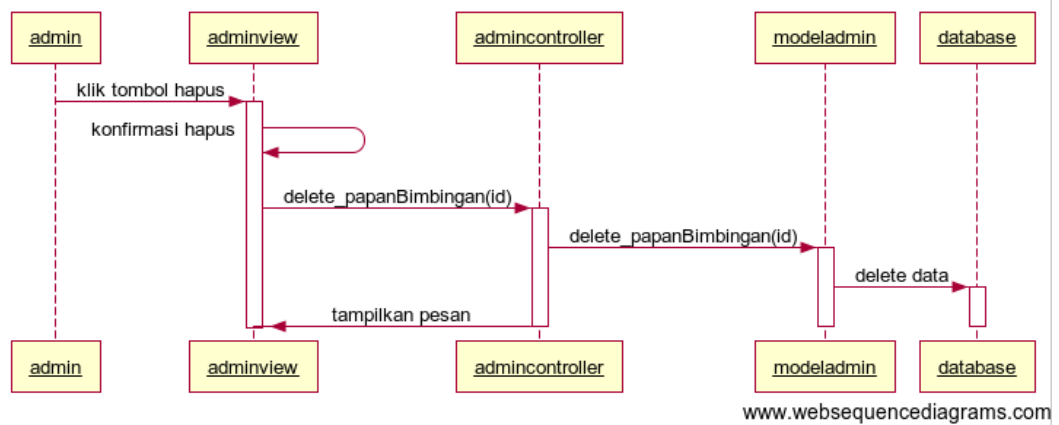 admin
adminview
admincontroller
modeladmin
database
klik tombol hapus
konfirmasi hapus
delete_papanBimbingan(id)
delete_papanBimbingan(id)
delete data
tampilkan pesan
admin
adminview
admincontroller
modeladmin
database
www.websequencediagrams.com